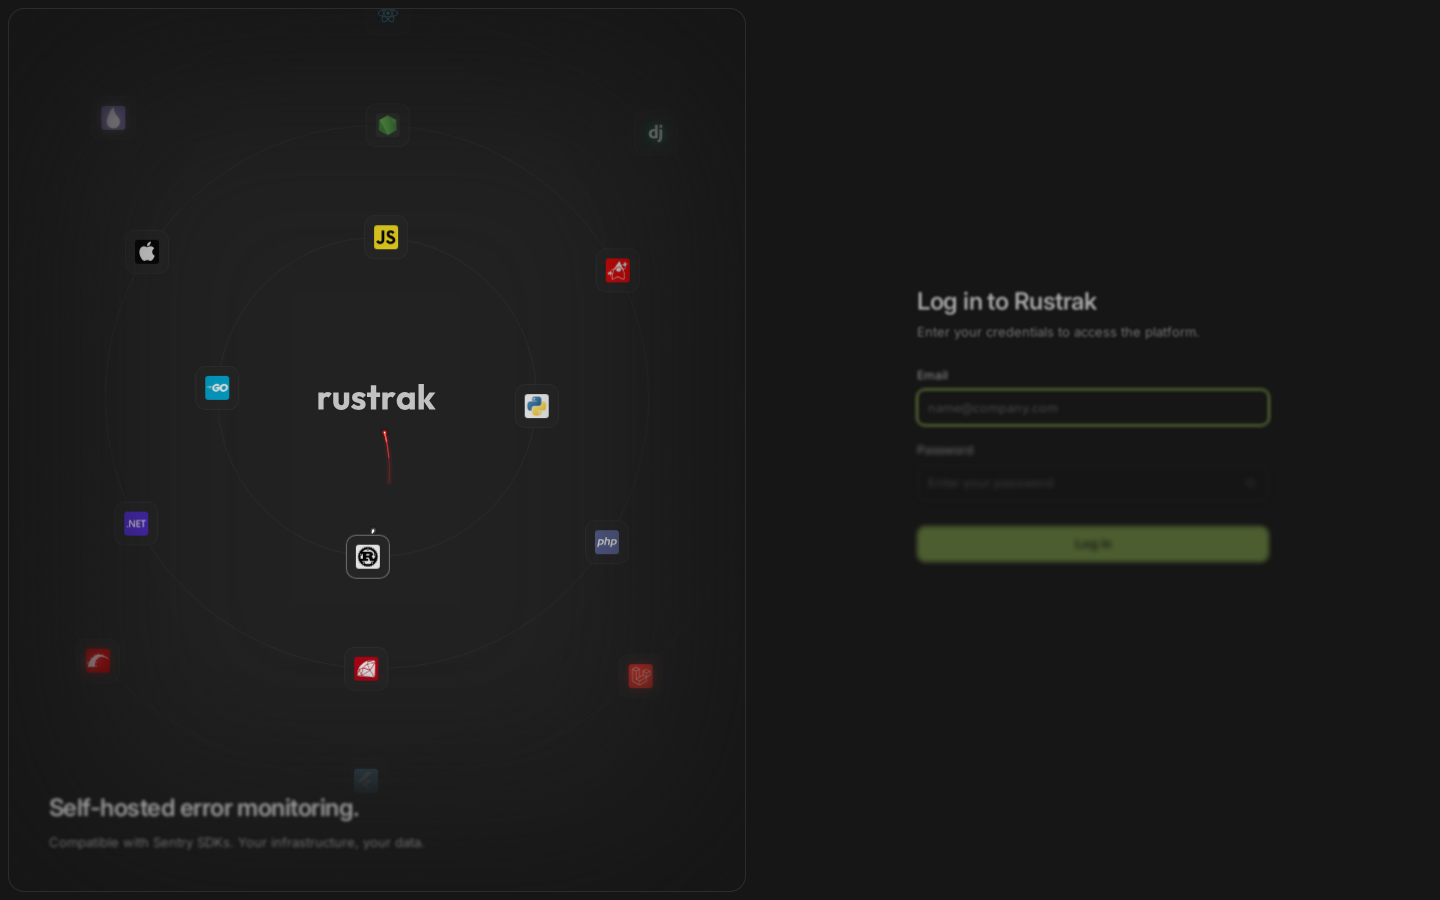 dj
JS
GO
rustrak
.NET
php
R
Self-hosted error monitoring.
Compatible with Sentry SDKs. Your infrastructure, your data.
Log in to Rustrak
Enter your credentials to access the platform.
Email
name@company.com
Password
Enter your password
Log in